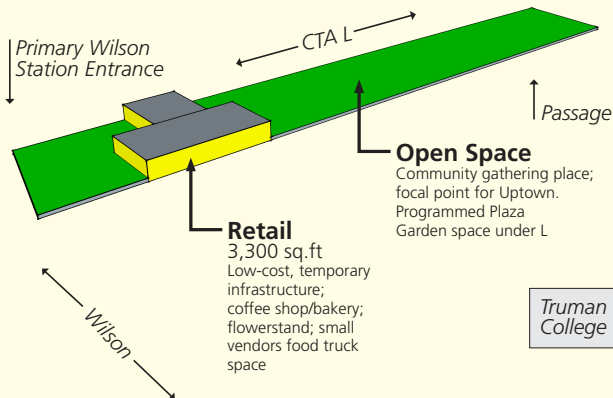 Primary Wilson
Station Entrance
CTA L
Passage
Open Space
Community gathering place;
focal point for Uptown.
Programmed Plaza
Garden space under L
Retail
3,300 sq.ft
Low-cost, temporary
infrastructure;
coffee shop/bakery;
flowerstand; small
vendors food truck
space
Wilson
Truman
College